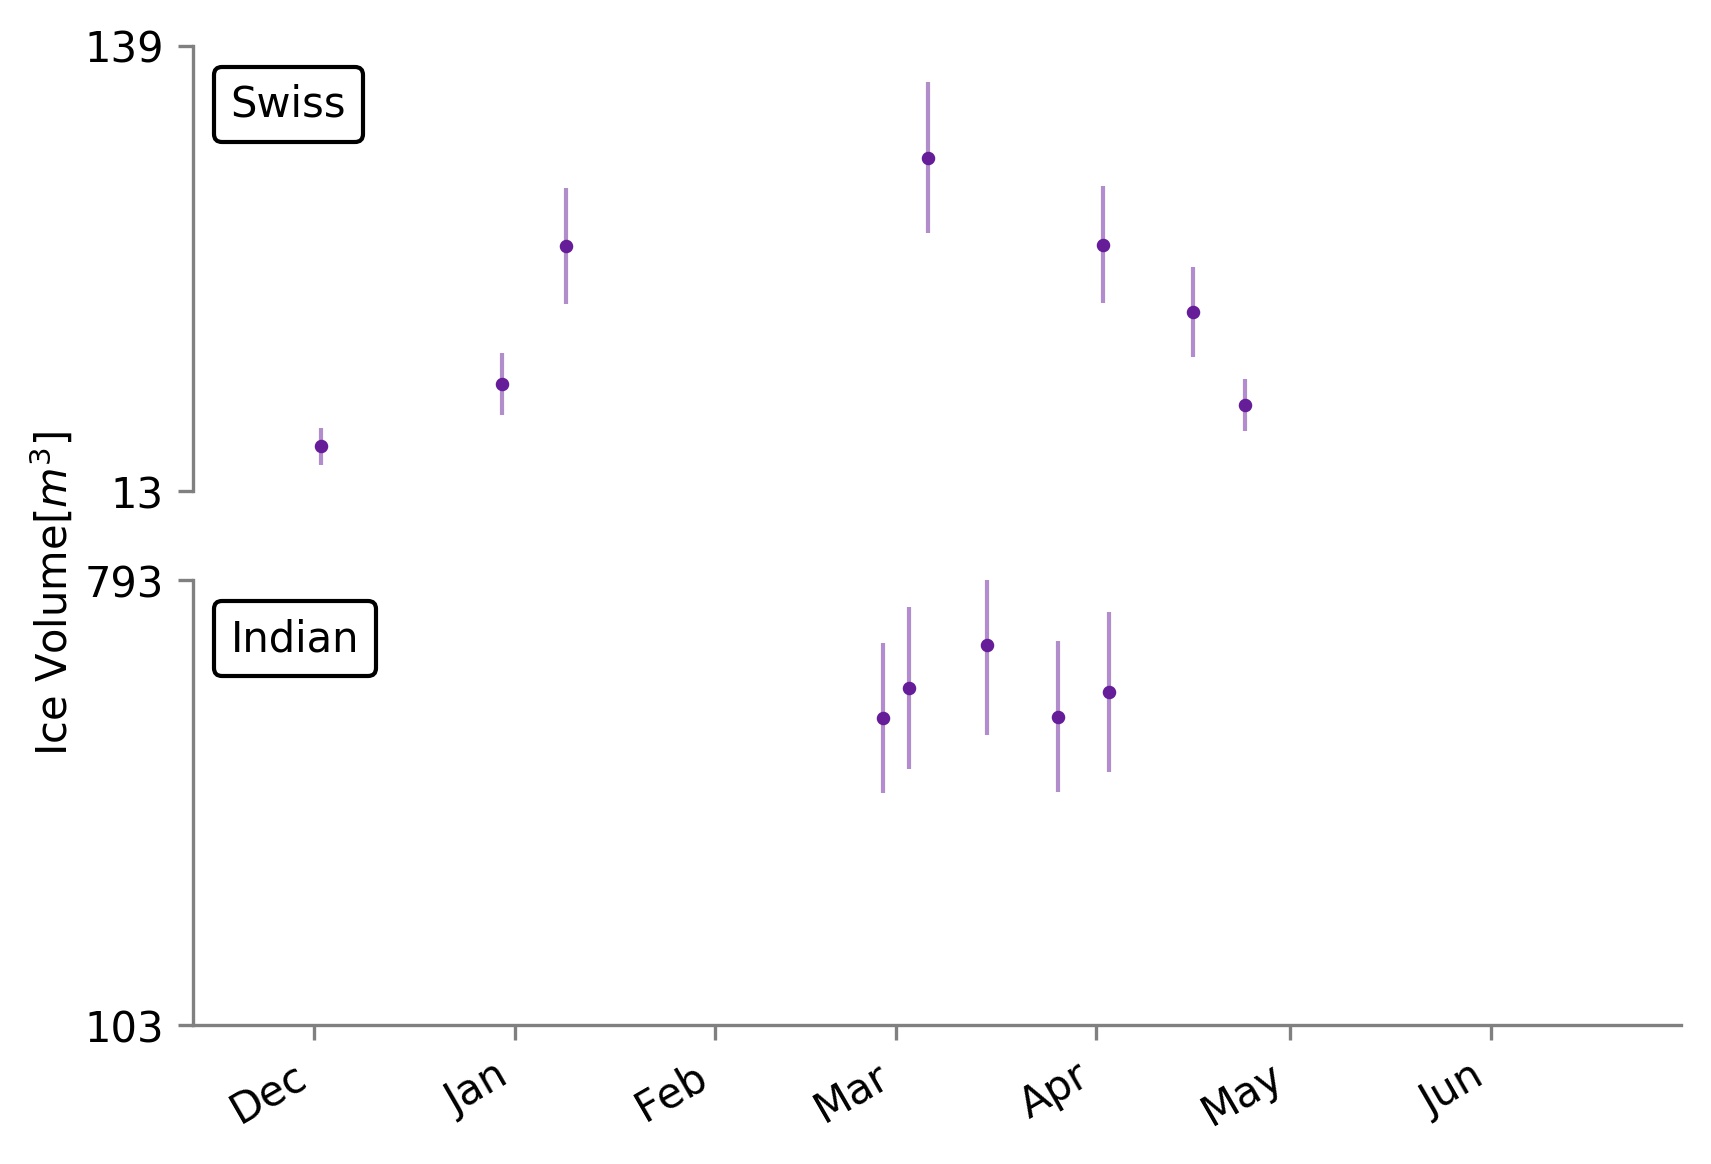 139
Swiss
13
Ice Volume[m³]
793
Indian
103
Dec Jan Feb Mar Apr May Jun